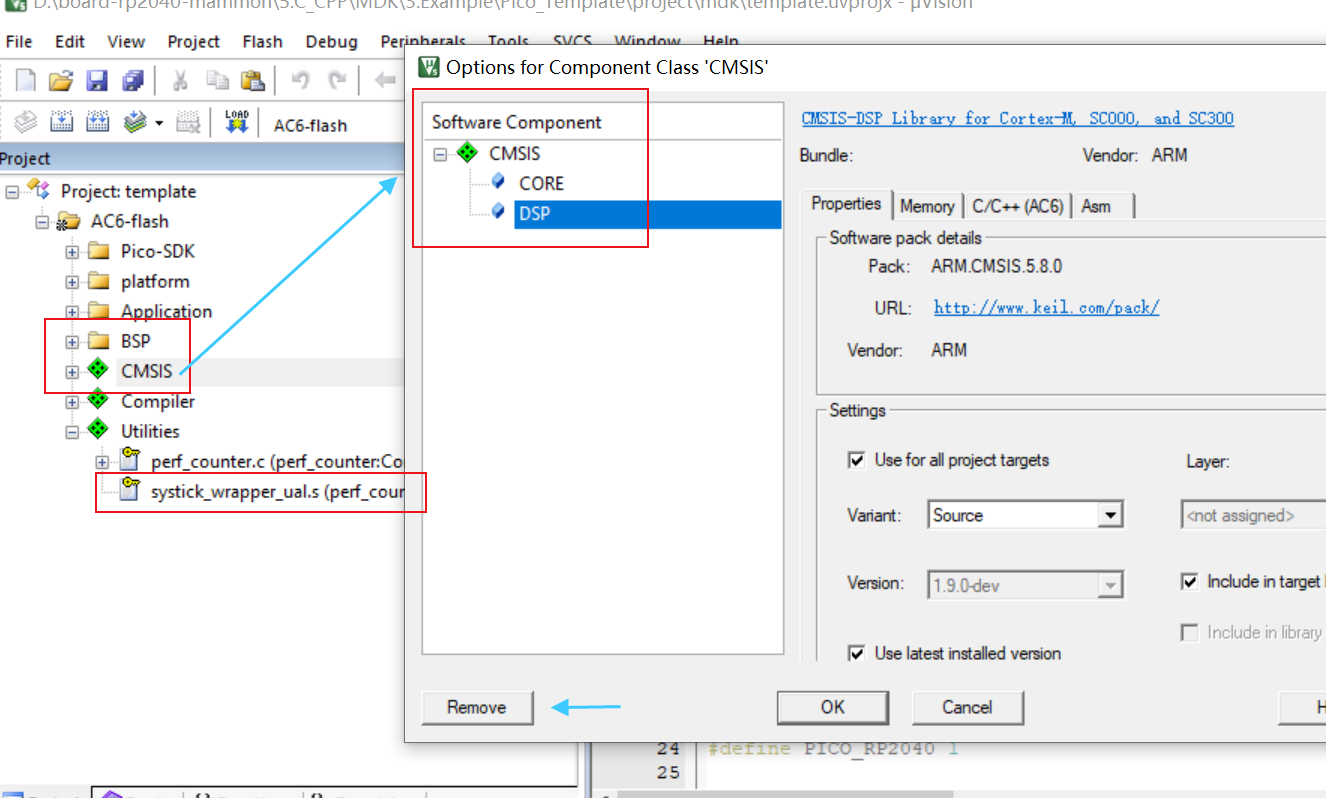 D:\board-rp2040-mammon\5.C_CPP\MDK\3.Example\Pico_Template\project\mdk\template.uvprojx - µVision
File Edit View Project Flash Debug Peripherals Tools SVCS Window Help
LOAD
AC6-flash
Project
Project: template
AC6-flash
Pico-SDK
platform
Application
BSP
CMSIS
Compiler
Utilities
perf_counter.c (perf_counter:Co
systick_wrapper_ual.s (perf_coun
Options for Component Class 'CMSIS'
Software Component
CMSIS
CORE
DSP
CMSIS-DSP Library for Cortex-M, SC000, and SC300
Bundle: Vendor: ARM
Properties Memory C/C++ (AC6) Asm
Software pack details
Pack: ARM.CMSIS.5.8.0
URL: http://www.keil.com/pack/
Vendor: ARM
Settings
Use for all project targets Layer:
Variant: Source <not assigned>
Version: 1.9.0-dev Include in target
Include in library
Use latest installed version
Remove OK Cancel H
24 #define PICO_RP2040 1
25